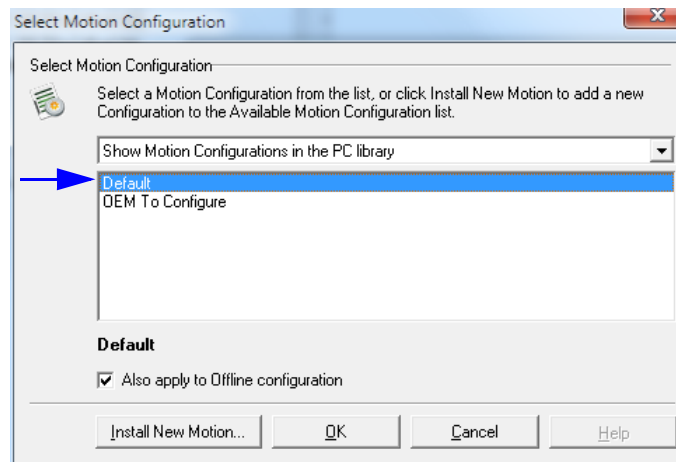 Select Motion Configuration
Select Motion Configuration
Select a Motion Configuration from the list, or click Install New Motion to add a new
Configuration to the Available Motion Configuration list.
Show Motion Configurations in the PC library
Default
OEM To Configure
Default
Also apply to Offline configuration
Install New Motion... OK Cancel Help